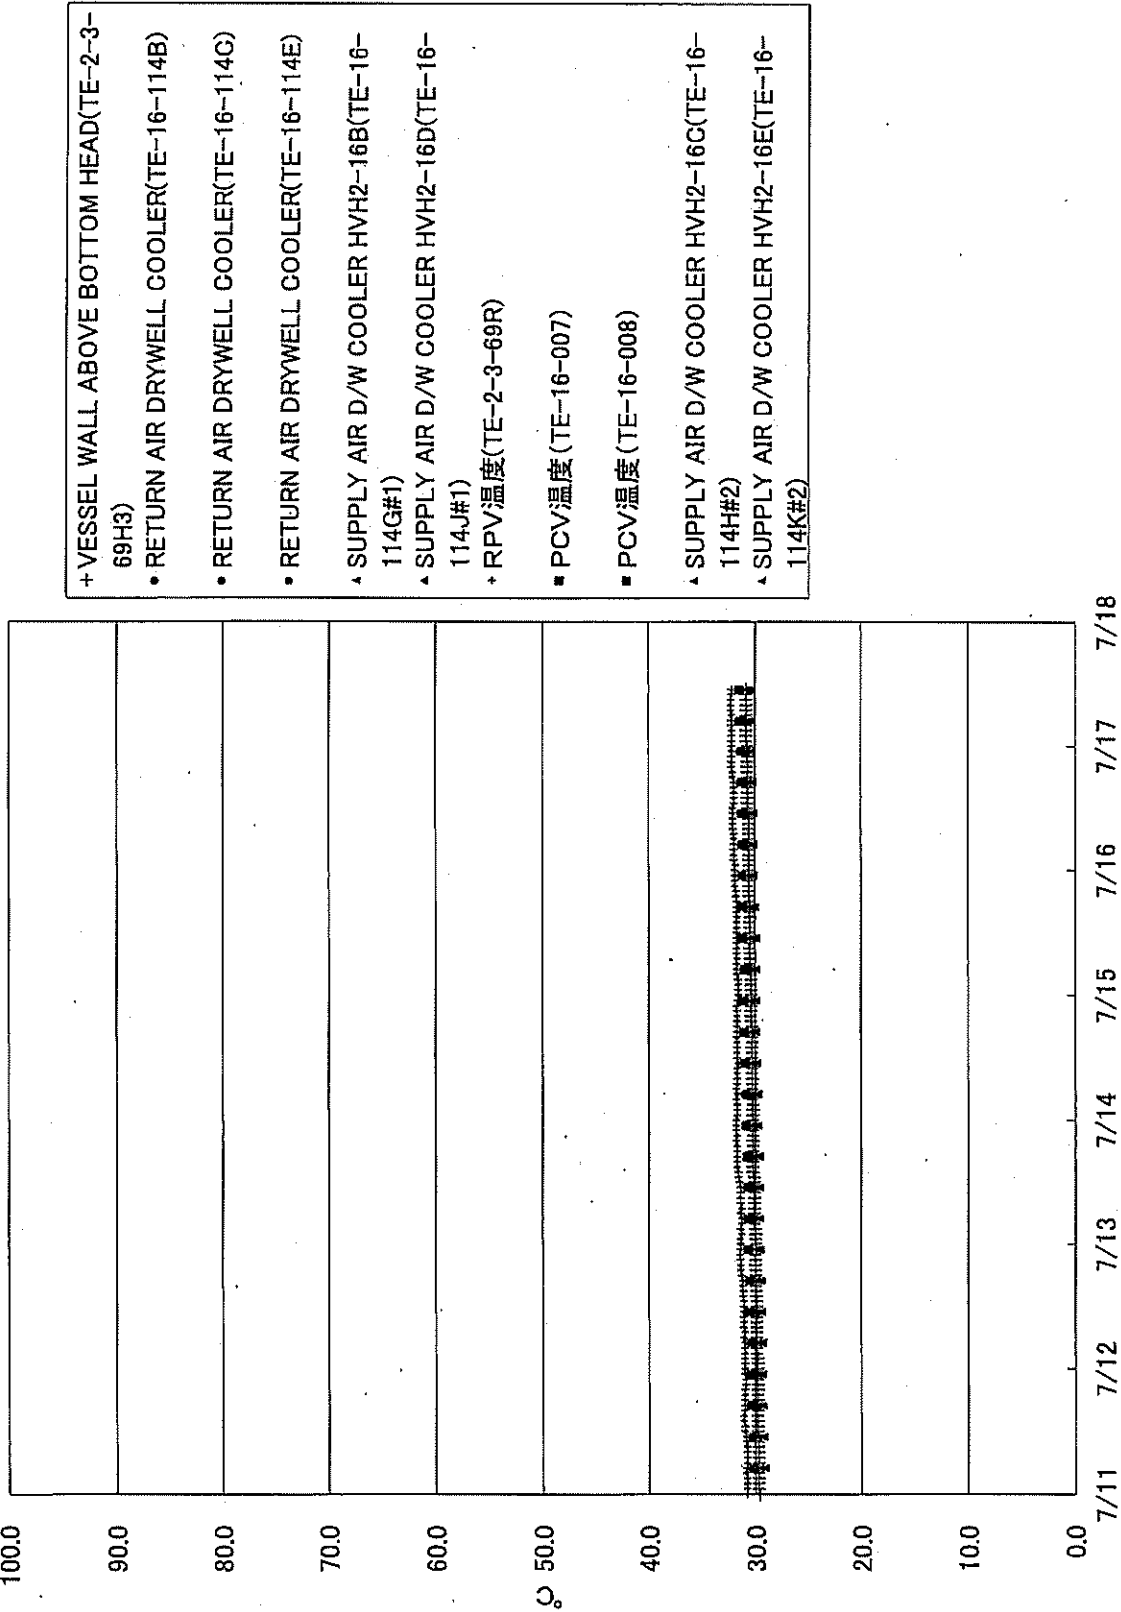 100.0
90.0
80.0
70.0
60.0
50.0
40.0
30.0
20.0
10.0
0.0
℃
7/11
7/12
7/13
7/14
7/15
7/16
7/17
7/18
+ VESSEL WALL ABOVE BOTTOM HEAD(TE-2-3-
69H3)
• RETURN AIR DRYWELL COOLER(TE-16-114B)
• RETURN AIR DRYWELL COOLER(TE-16-114C)
• RETURN AIR DRYWELL COOLER(TE-16-114E)
▲ SUPPLY AIR D/W COOLER HVH2-16B(TE-16-
114G#1)
▲ SUPPLY AIR D/W COOLER HVH2-16D(TE-16-
114J#1)
+ RPV温度(TE-2-3-69R)
■ PCV温度(TE-16-007)
■ PCV温度(TE-16-008)
▲ SUPPLY AIR D/W COOLER HVH2-16C(TE-16-
114H#2)
▲ SUPPLY AIR D/W COOLER HVH2-16E(TE-16-
114K#2)